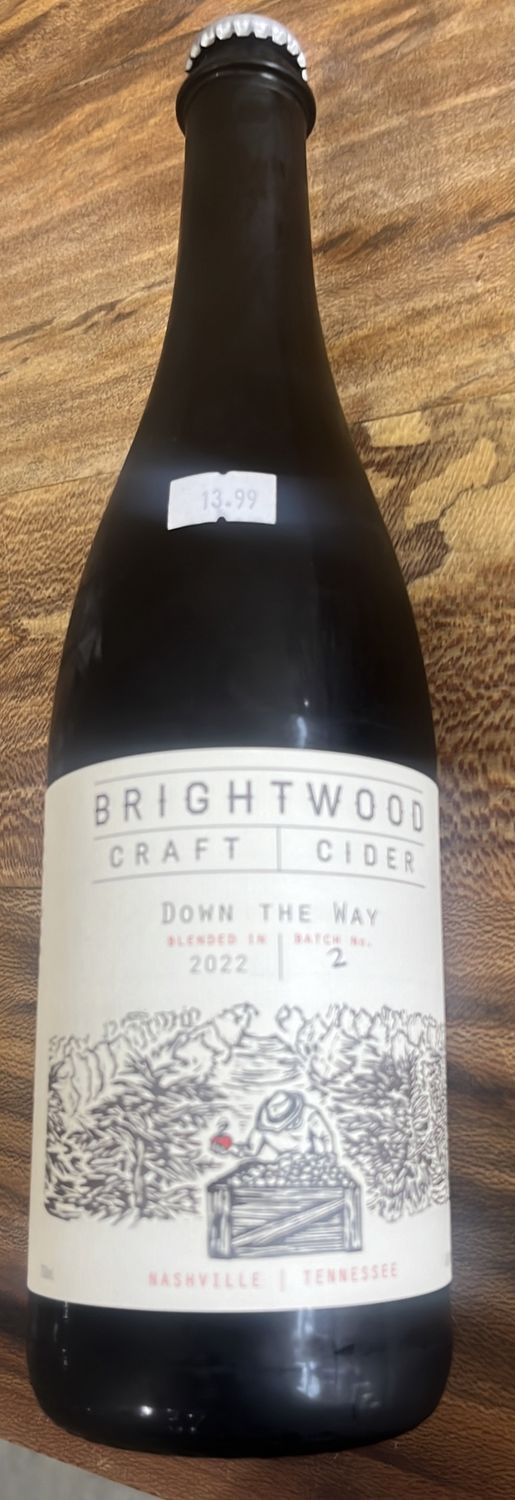 13.99
BRIGHTWOOD
CRAFT | CIDER
DOWN THE WAY
BLENDED IN | BATCH No.
2022 | 2
NASHVILLE | TENNESSEE